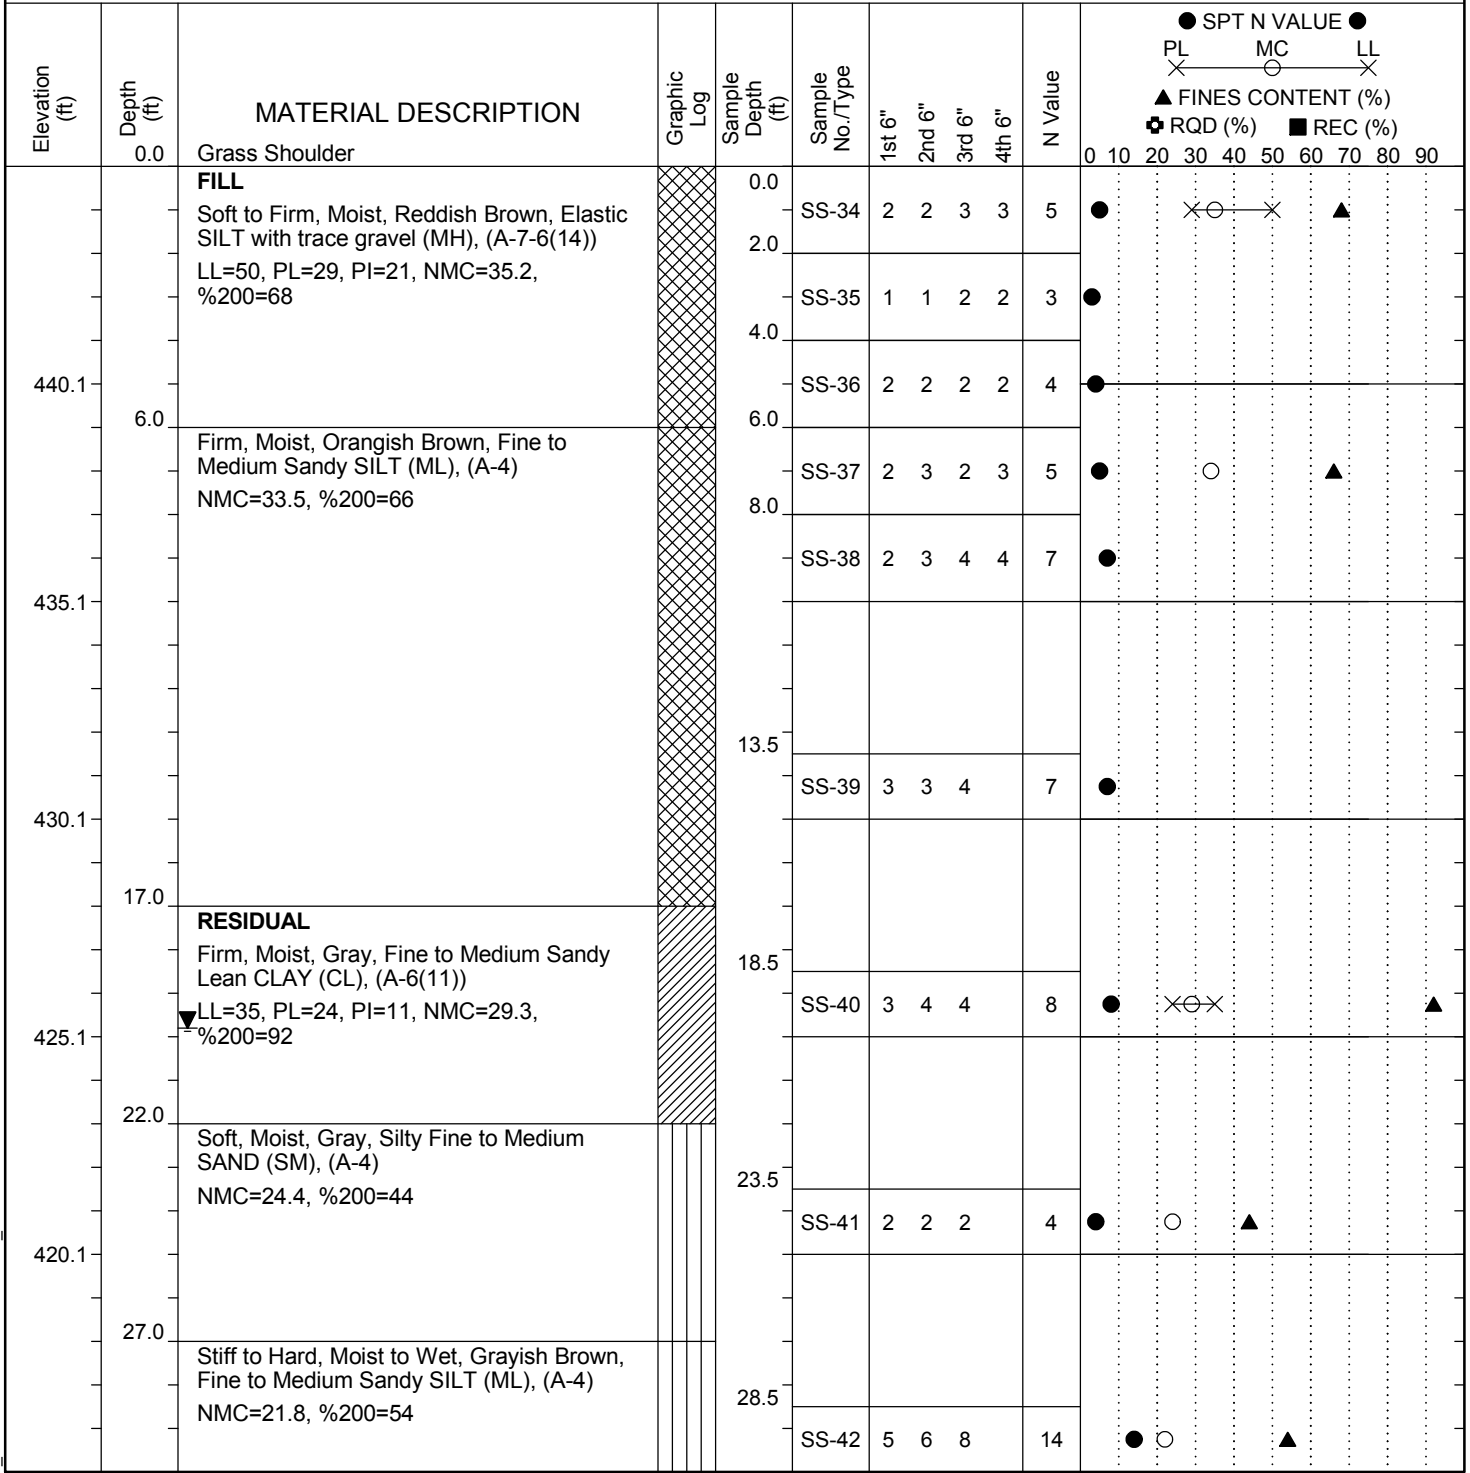 ● SPT N VALUE ●
PL MC LL
▲ FINES CONTENT (%)
RQD (%) ■ REC (%)
0 10 20 30 40 50 60 70 80 90
Elevation
(ft)
Depth
(ft)
MATERIAL DESCRIPTION
Graphic
Log
Sample
Depth
(ft)
Sample
No./Type
1st 6"
2nd 6"
3rd 6"
4th 6"
N Value
0.0 Grass Shoulder
FILL
0.0
Soft to Firm, Moist, Reddish Brown, Elastic
SILT with trace gravel (MH), (A-7-6(14))
SS-34 2 2 3 3 5
2.0
LL=50, PL=29, PI=21, NMC=35.2,
%200=68
SS-35 1 1 2 2 3
4.0
440.1
SS-36 2 2 2 2 4
6.0
6.0
Firm, Moist, Orangish Brown, Fine to
Medium Sandy SILT (ML), (A-4)
SS-37 2 3 2 3 5
NMC=33.5, %200=66
8.0
SS-38 2 3 4 4 7
435.1
13.5
SS-39 3 3 4 7
430.1
17.0
RESIDUAL
Firm, Moist, Gray, Fine to Medium Sandy
Lean CLAY (CL), (A-6(11))
18.5
LL=35, PL=24, PI=11, NMC=29.3,
%200=92
SS-40 3 4 4 8
425.1
22.0
Soft, Moist, Gray, Silty Fine to Medium
SAND (SM), (A-4)
23.5
NMC=24.4, %200=44
SS-41 2 2 2 4
420.1
27.0
Stiff to Hard, Moist to Wet, Grayish Brown,
Fine to Medium Sandy SILT (ML), (A-4)
28.5
NMC=21.8, %200=54
SS-42 5 6 8 14